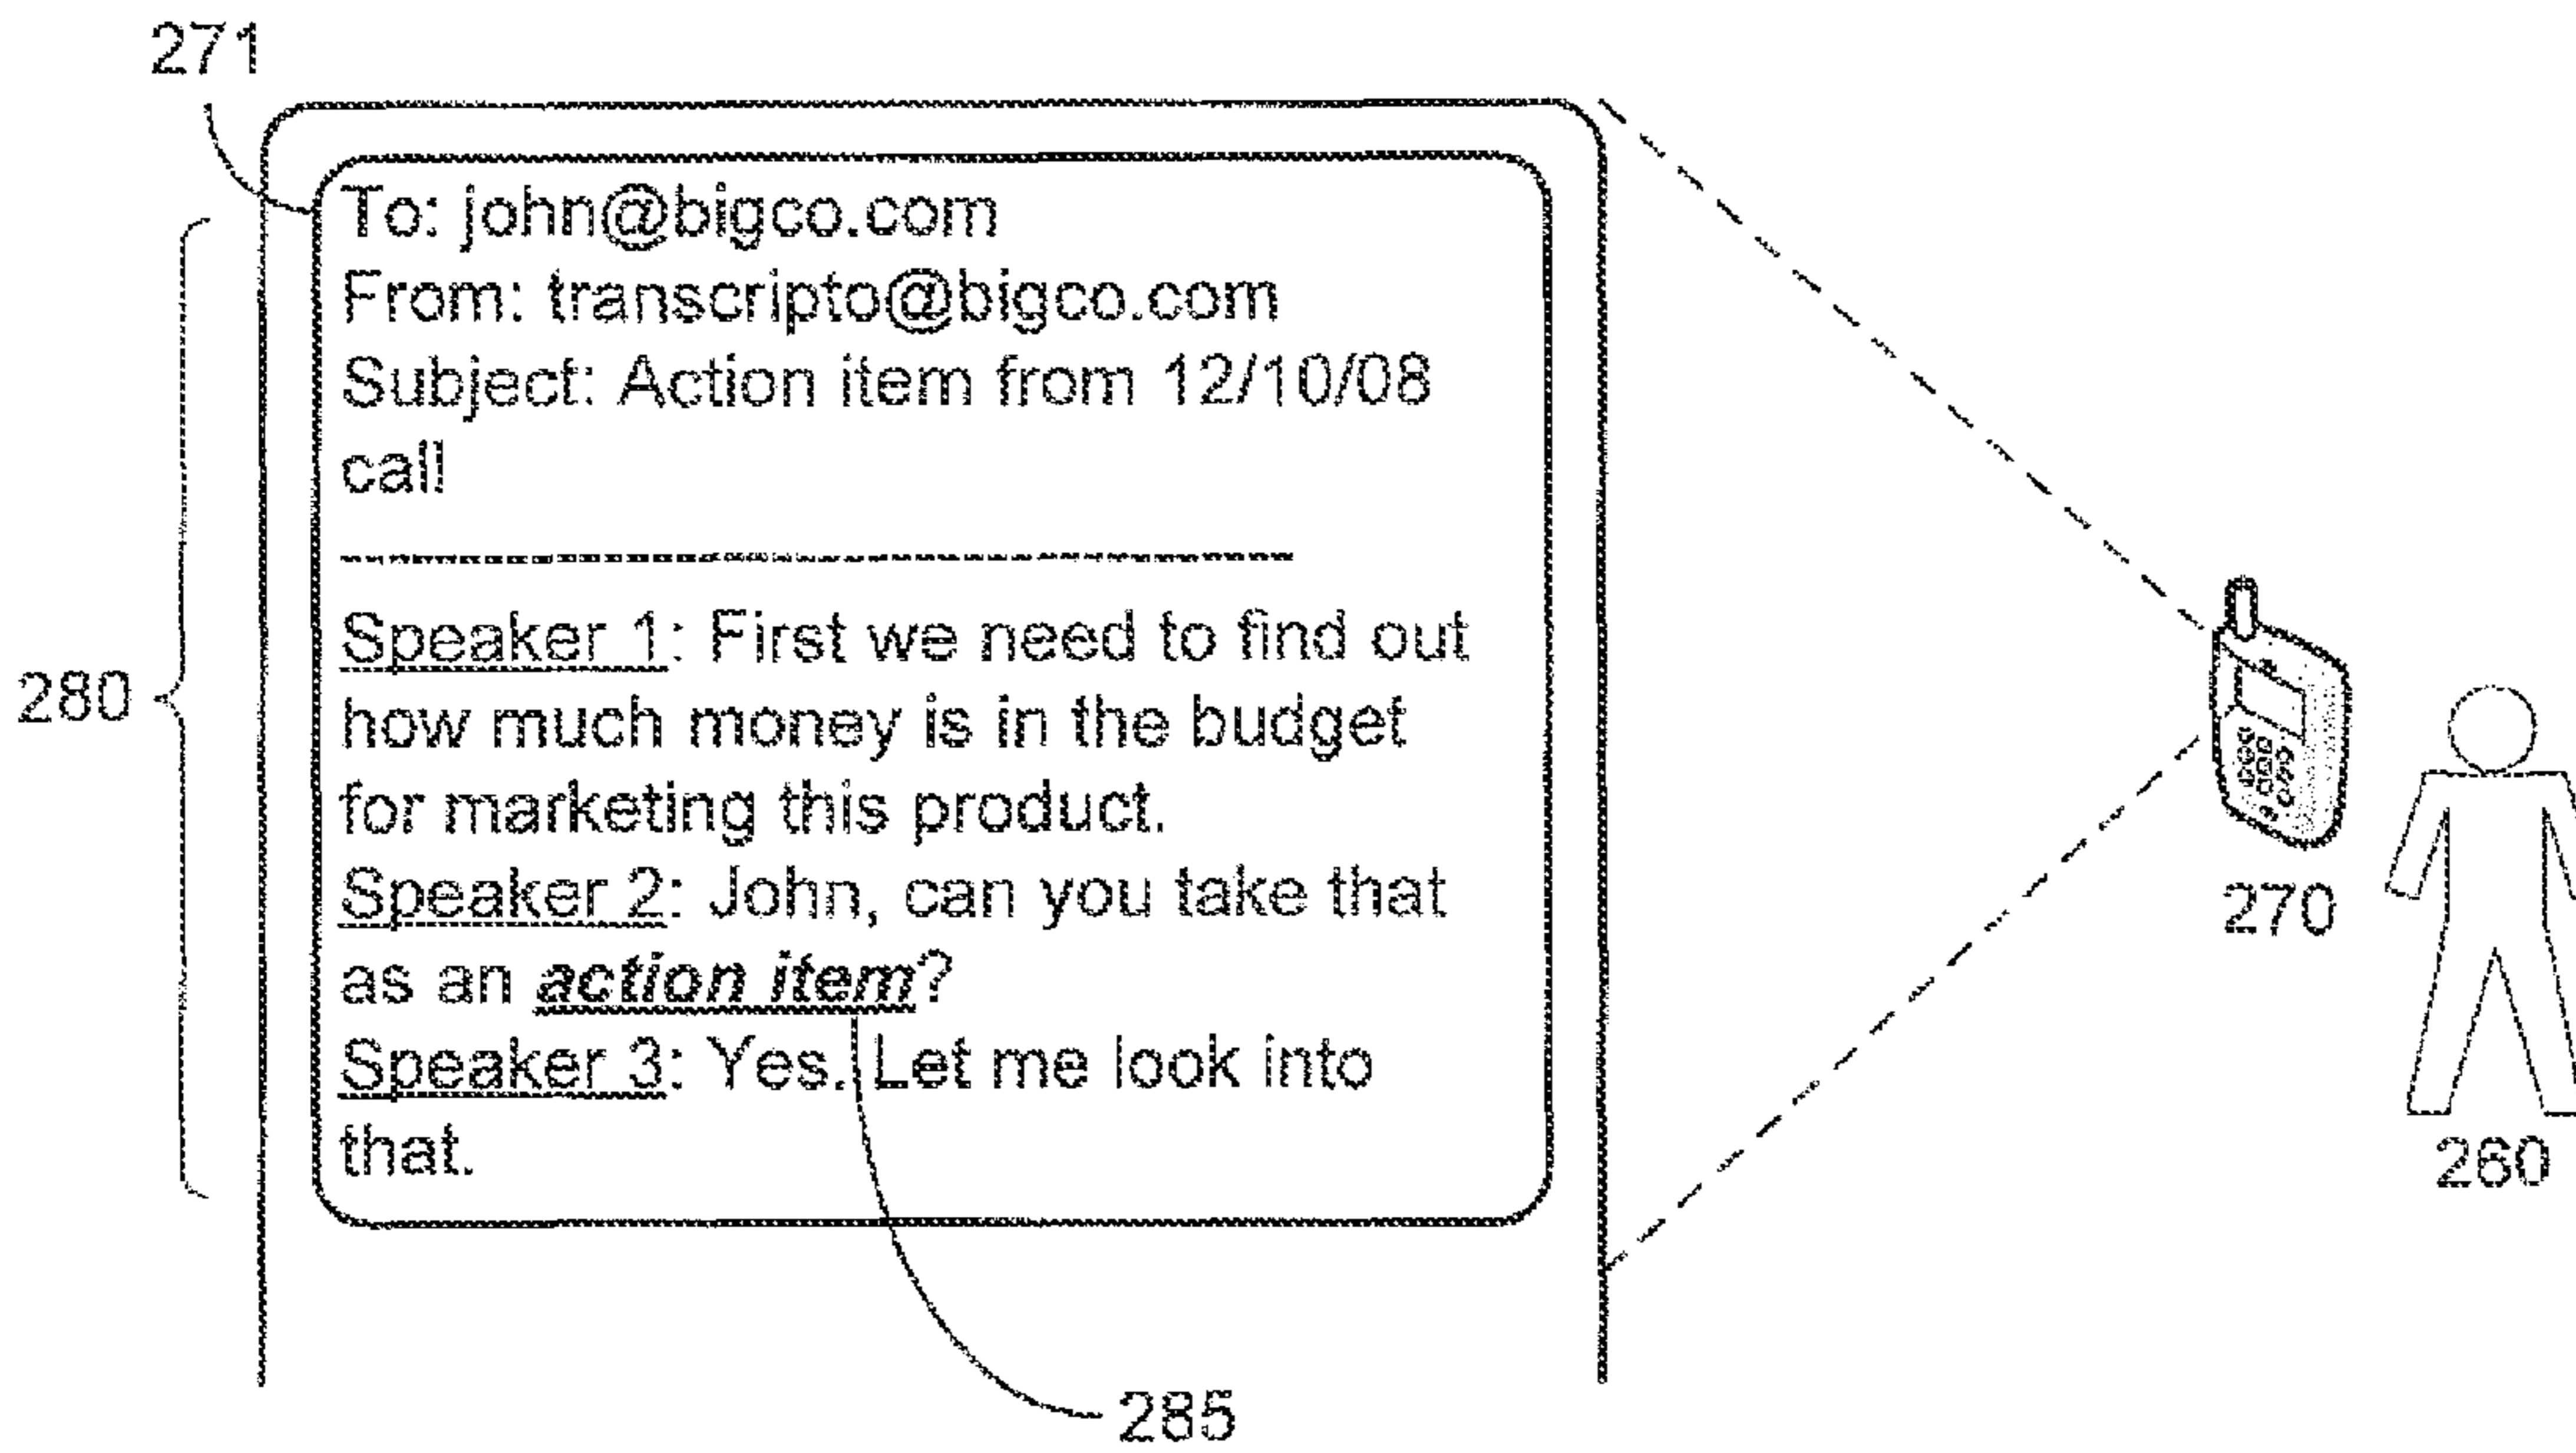 271
To: john@bigco.com
From: transcripto@bigco.com
Subject: Action item from 12/10/08
call
--------------------------------------------
Speaker 1: First we need to find out
how much money is in the budget
for marketing this product.
Speaker 2: John, can you take that
as an action item?
Speaker 3: Yes. Let me look into
that.
280
270
260
285